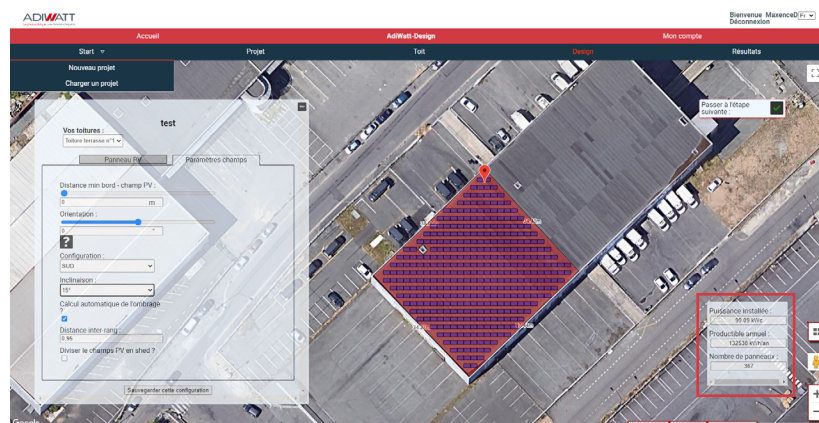 ADIWATT
Bienvenue MaxenceD Fr
Déconnexion
Accueil
AdiWatt-Design
Mon compte
Start
Projet
Toit
Design
Résultats
Nouveau projet
Charger un projet
Passer à l'étape
suivante :
test
Vos toitures :
Toiture terrasse n°1
Panneau PV
Paramètres champs
Distance min bord - champ PV :
0 m
Orientation :
0 °
?
Configuration :
SUD
Inclinaison :
15°
Calcul automatique de l'ombrage
?
Distance inter-rang :
0,95
Diviser le champs PV en shed ?
Sauvegarder cette configuration
Puissance installée :
Productible annuel :
Nombre de panneaux :
367
Google